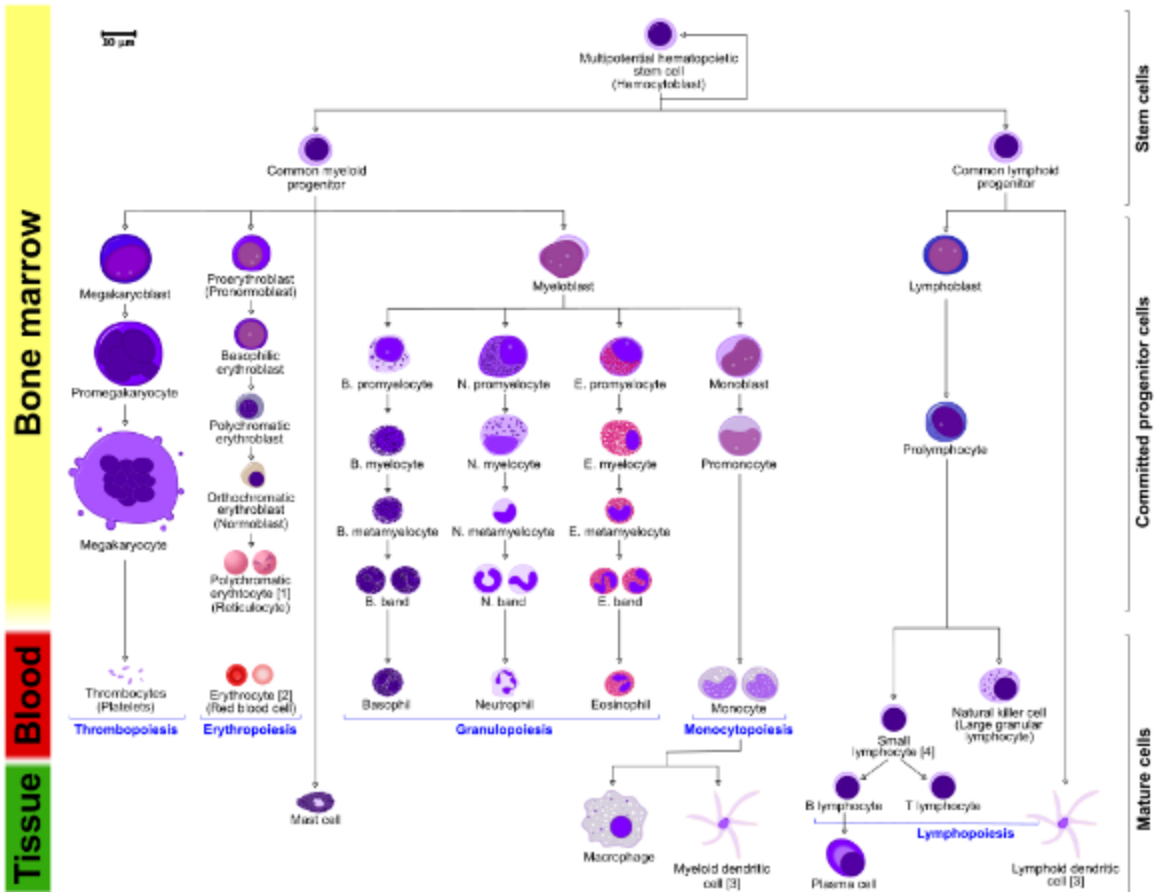 10 μm
Multipotential hematopoietic
stem cell
(Hemocytoblast)
Stem cells
Common myeloid
progenitor
Common lymphoid
progenitor
Bone marrow
Committed progenitor cells
Megakaryoblast
Proerythroblast
(Pronormoblast)
Myeloblast
Lymphoblast
Promegakaryocyte
Basophilic
erythroblast
B. promyelocyte
N. promyelocyte
E. promyelocyte
Monoblast
Polychromatic
erythroblast
B. myelocyte
N. myelocyte
E. myelocyte
Promonocyte
Prolymphocyte
Megakaryocyte
Orthochromatic
erythroblast
(Normoblast)
B. metamyelocyte
N. metamyelocyte
E. metamyelocyte
Polychromatic
erythtocyte [1]
(Reticulocyte)
B. band
N. band
E. band
Blood
Mature cells
Thrombocytes
(Platelets)
Erythrocyte [2]
(Red blood cell)
Basophil
Neutrophil
Eosinophil
Monocyte
Natural killer cell
(Large granular
lymphocyte)
Thrombopoiesis
Erythropoiesis
Granulopoiesis
Monocytopoiesis
Small
lymphocyte [4]
Tissue
Mast cell
Macrophage
Myeloid dendritic
cell [3]
B lymphocyte
T lymphocyte
Lymphopoiesis
Plasma cell
Lymphoid dendritic
cell [3]